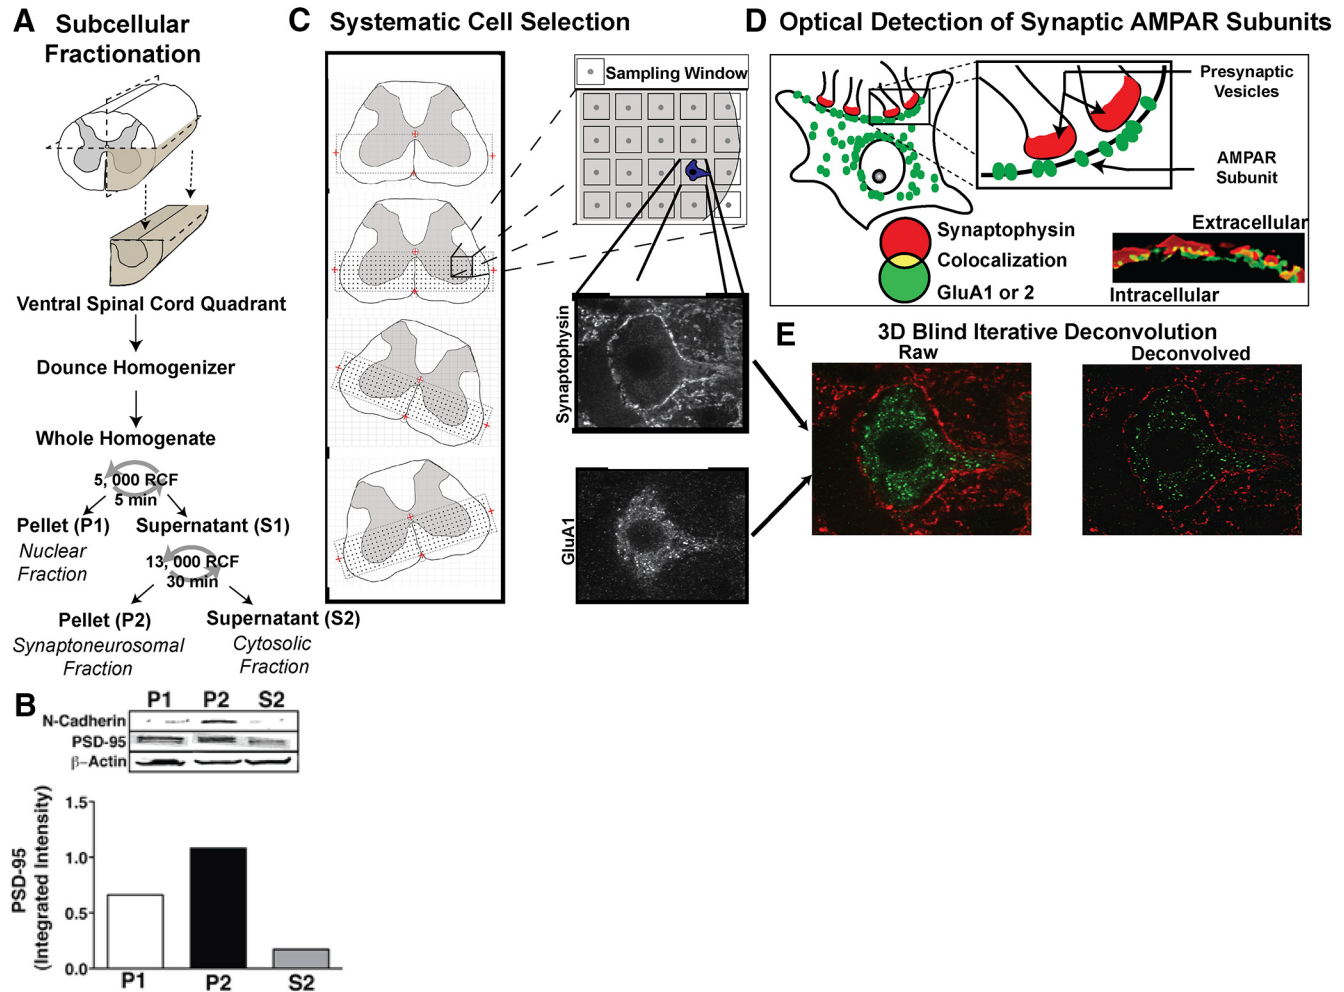 A
Subcellular
Fractionation
Ventral Spinal Cord Quadrant
Dounce Homogenizer
Whole Homogenate
5, 000 RCF
5 min
Pellet (P1)
Supernatant (S1)
Nuclear
Fraction
13, 000 RCF
30 min
Pellet (P2)
Supernatant (S2)
Synaptoneurosomal
Fraction
Cytosolic
Fraction
B
P1 P2 S2
N-Cadherin
PSD-95
β–Actin
PSD-95
(Integrated Intensity)
1.5
1.0
0.5
0.0
P1 P2 S2
C Systematic Cell Selection
Sampling Window
Synaptophysin
GluA1
D Optical Detection of Synaptic AMPAR Subunits
Presynaptic
Vesicles
AMPAR
Subunit
Synaptophysin
Colocalization
GluA1 or 2
Extracellular
Intracellular
E 3D Blind Iterative Deconvolution
Raw
Deconvolved